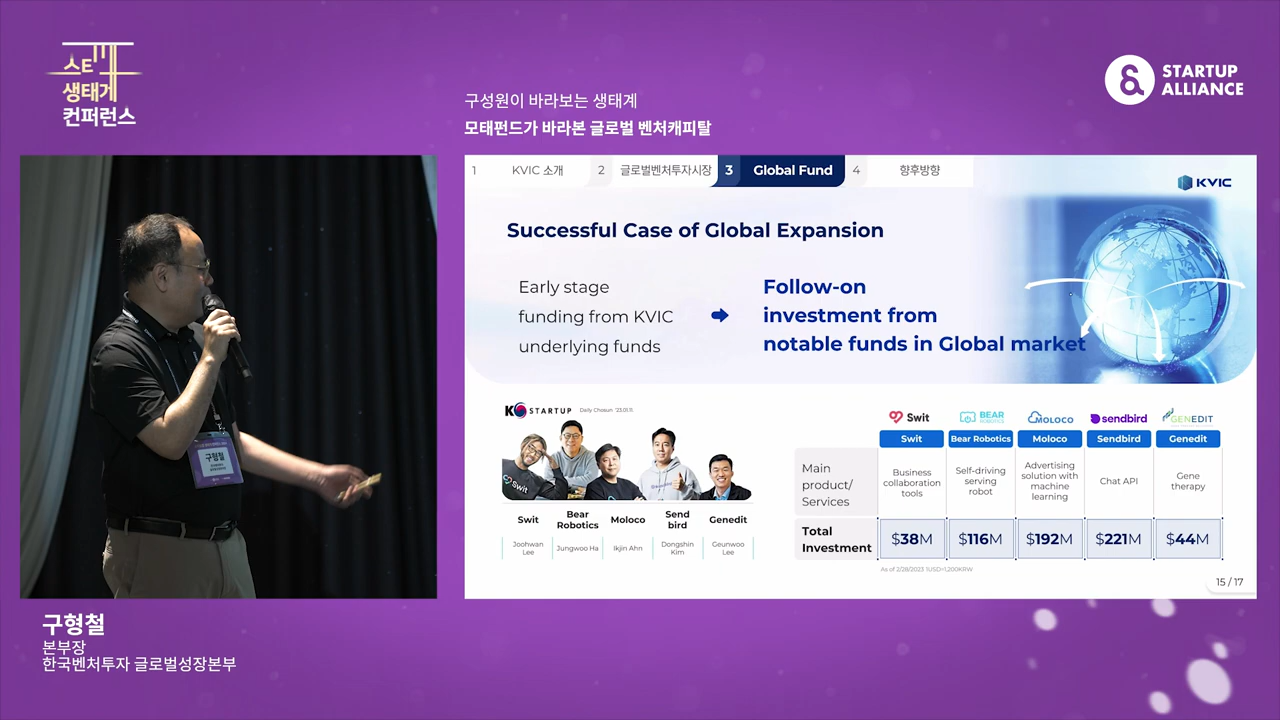 스타트업
생태계
컨퍼런스
STARTUP
ALLIANCE
구성원이 바라보는 생태계
모태펀드가 바라본 글로벌 벤처캐피탈
1 KVIC 소개 2 글로벌벤처투자시장 3 Global Fund 4 향후방향
KVIC
Successful Case of Global Expansion
Early stage
funding from KVIC
underlying funds
Follow-on
investment from
notable funds in Global market
K STARTUP Daily Chosun '23.01.11
Swit
Swit Bear Robotics Moloco Send bird Genedit
Joohwan Lee Jungwoo Ha Ikjin Ahn Dongshin Kim Geunwoo Lee
Swit BEAR ROBOTICS MOLOCO sendbird GENEDIT
Swit Bear Robotics Moloco Sendbird Genedit
Main product/ Services
Business collaboration tools
Self-driving serving robot
Advertising solution with machine learning
Chat API
Gene therapy
Total Investment $38M $116M $192M $221M $44M
As of 2/28/2023 1USD=1,200KRW
15 / 17
구형철
구형철
본부장
한국벤처투자 글로벌성장본부